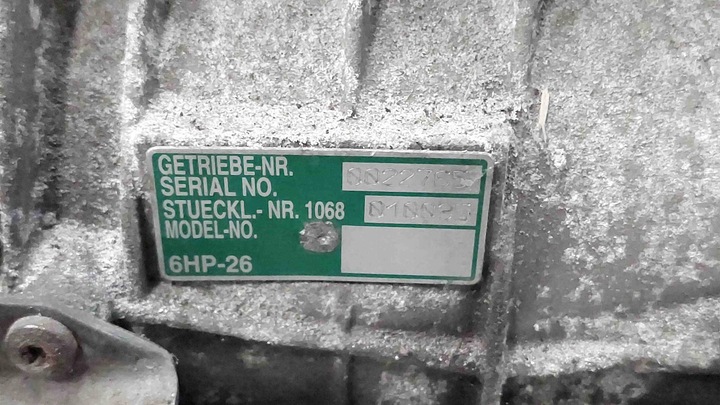 GETRIEBE-NR.
SERIAL NO.
STUECKL.- NR. 1068
MODEL-NO.
6HP-26